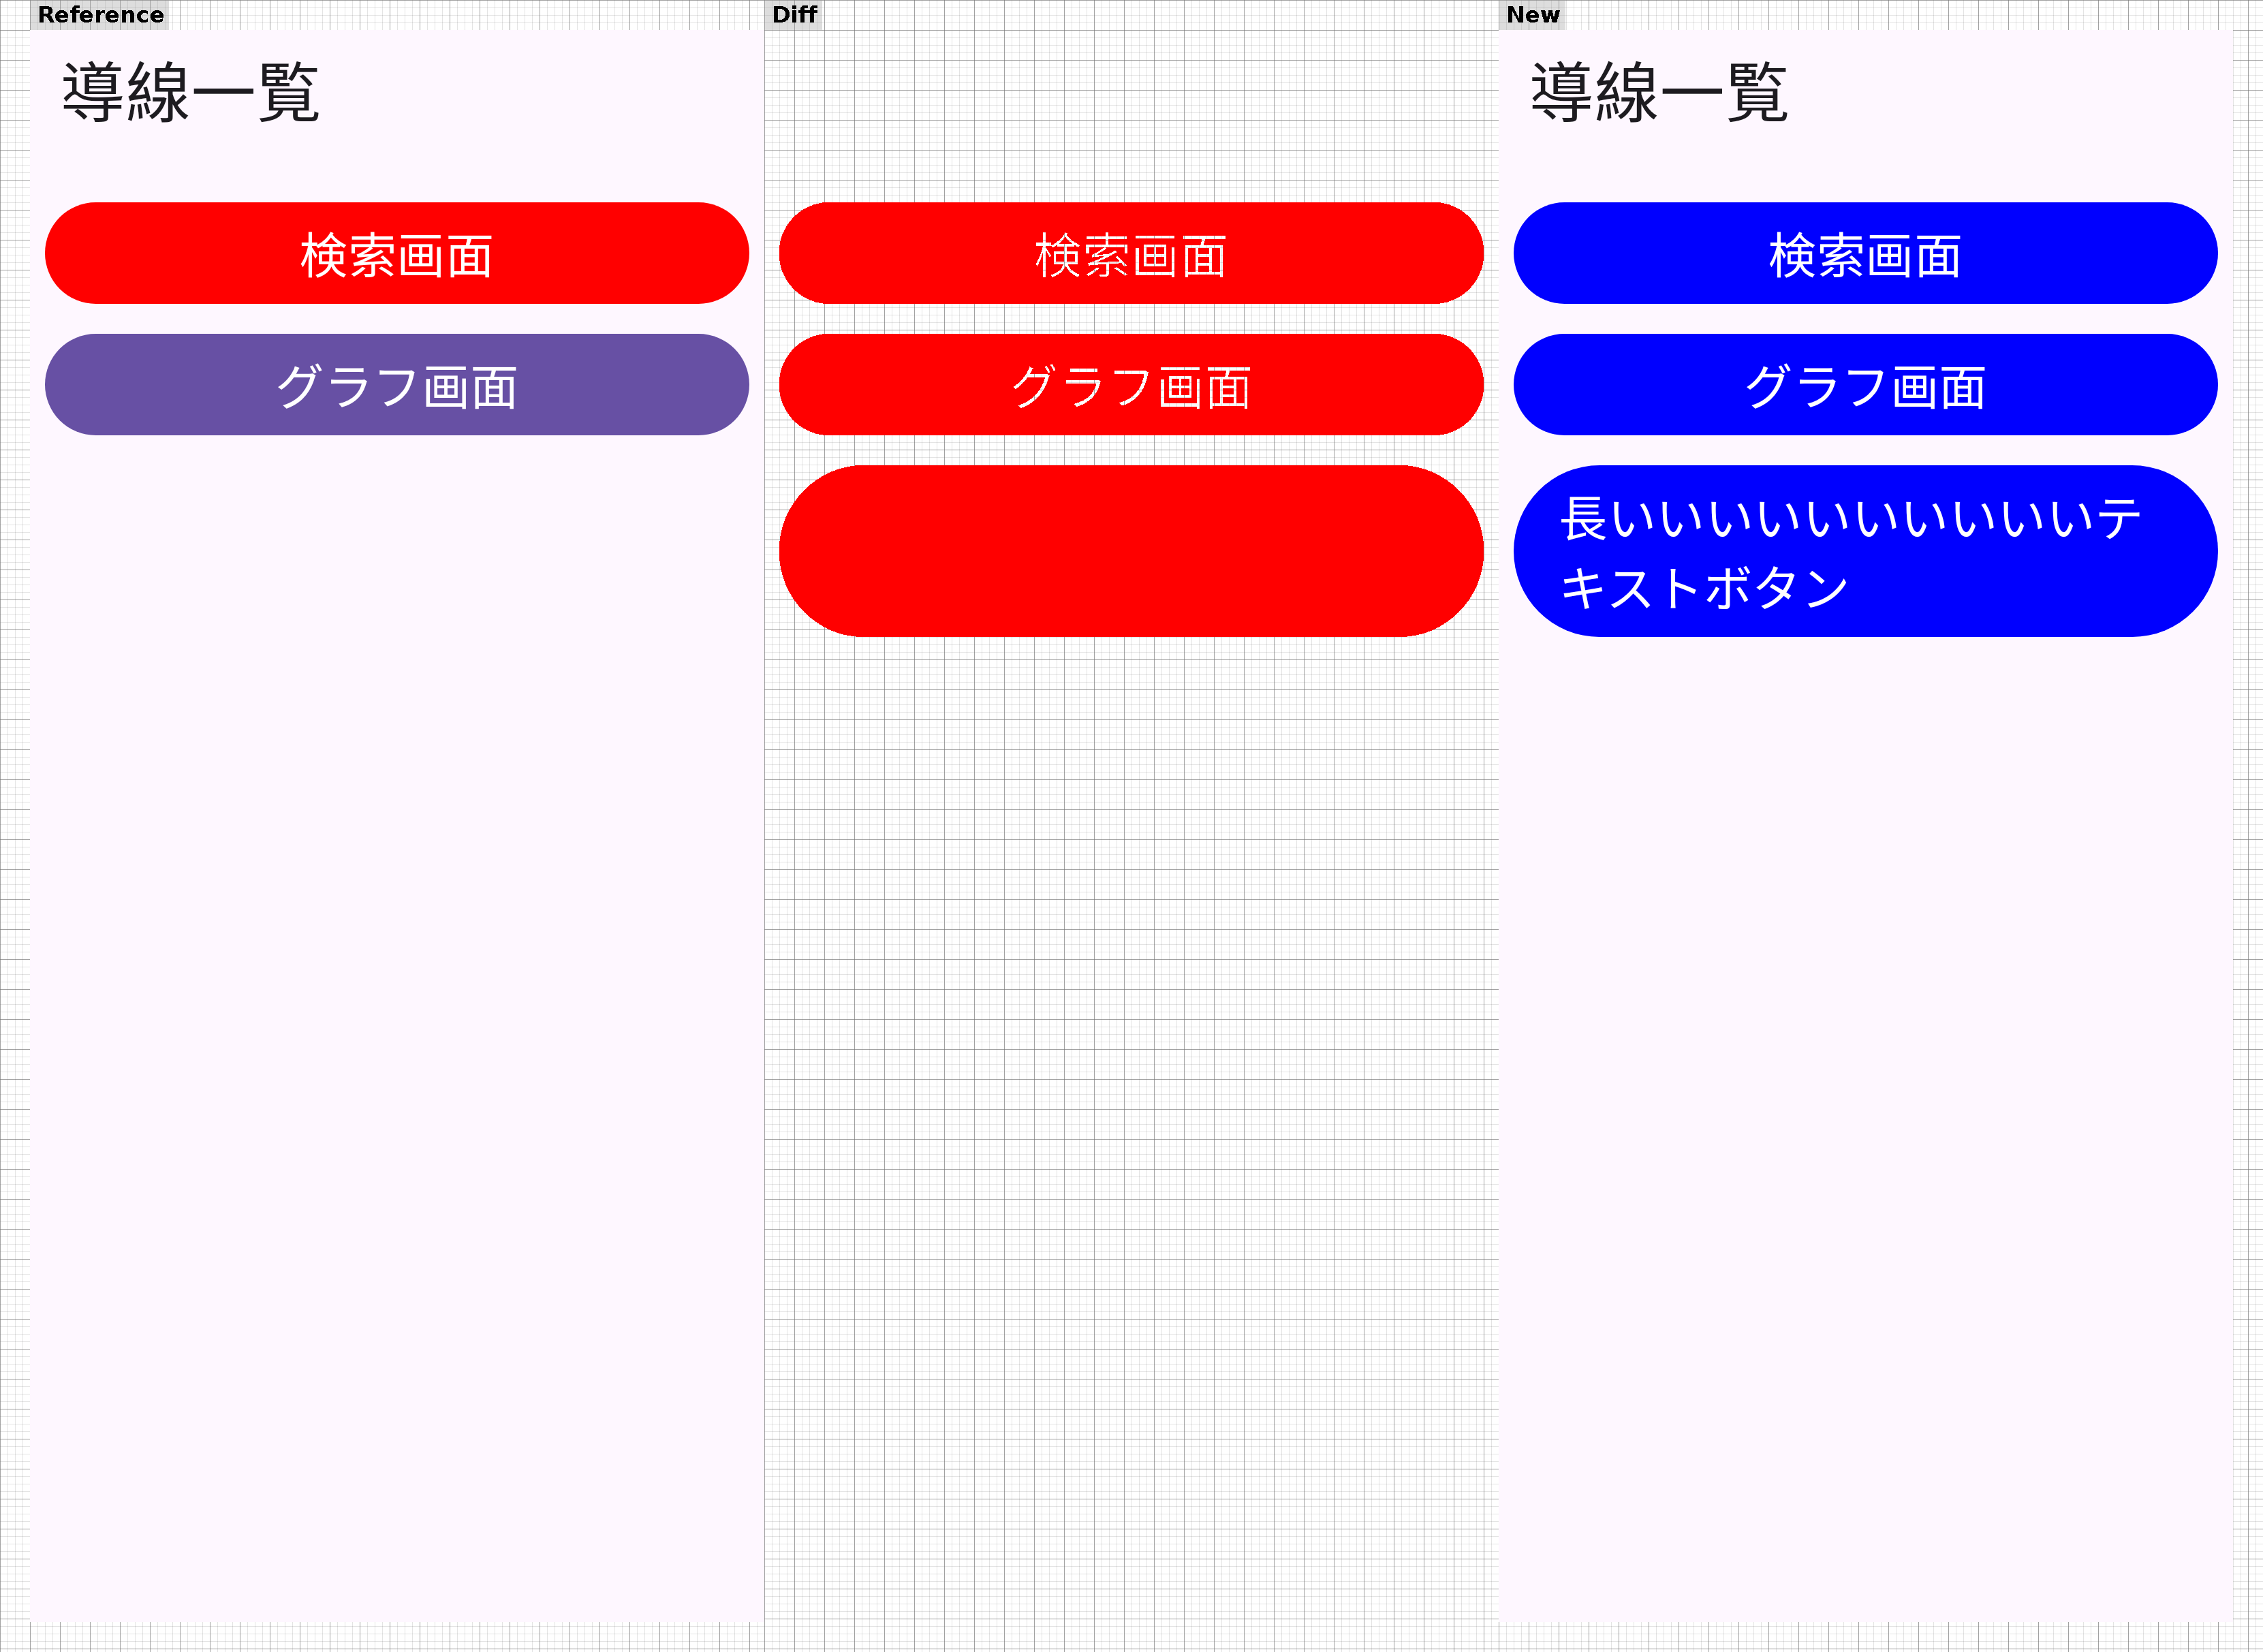 Reference
導線一覧
検索画面
グラフ画面
Diff
検索画面
グラフ画面
New
導線一覧
検索画面
グラフ画面
長いいいいいいいいいいテ
キストボタン